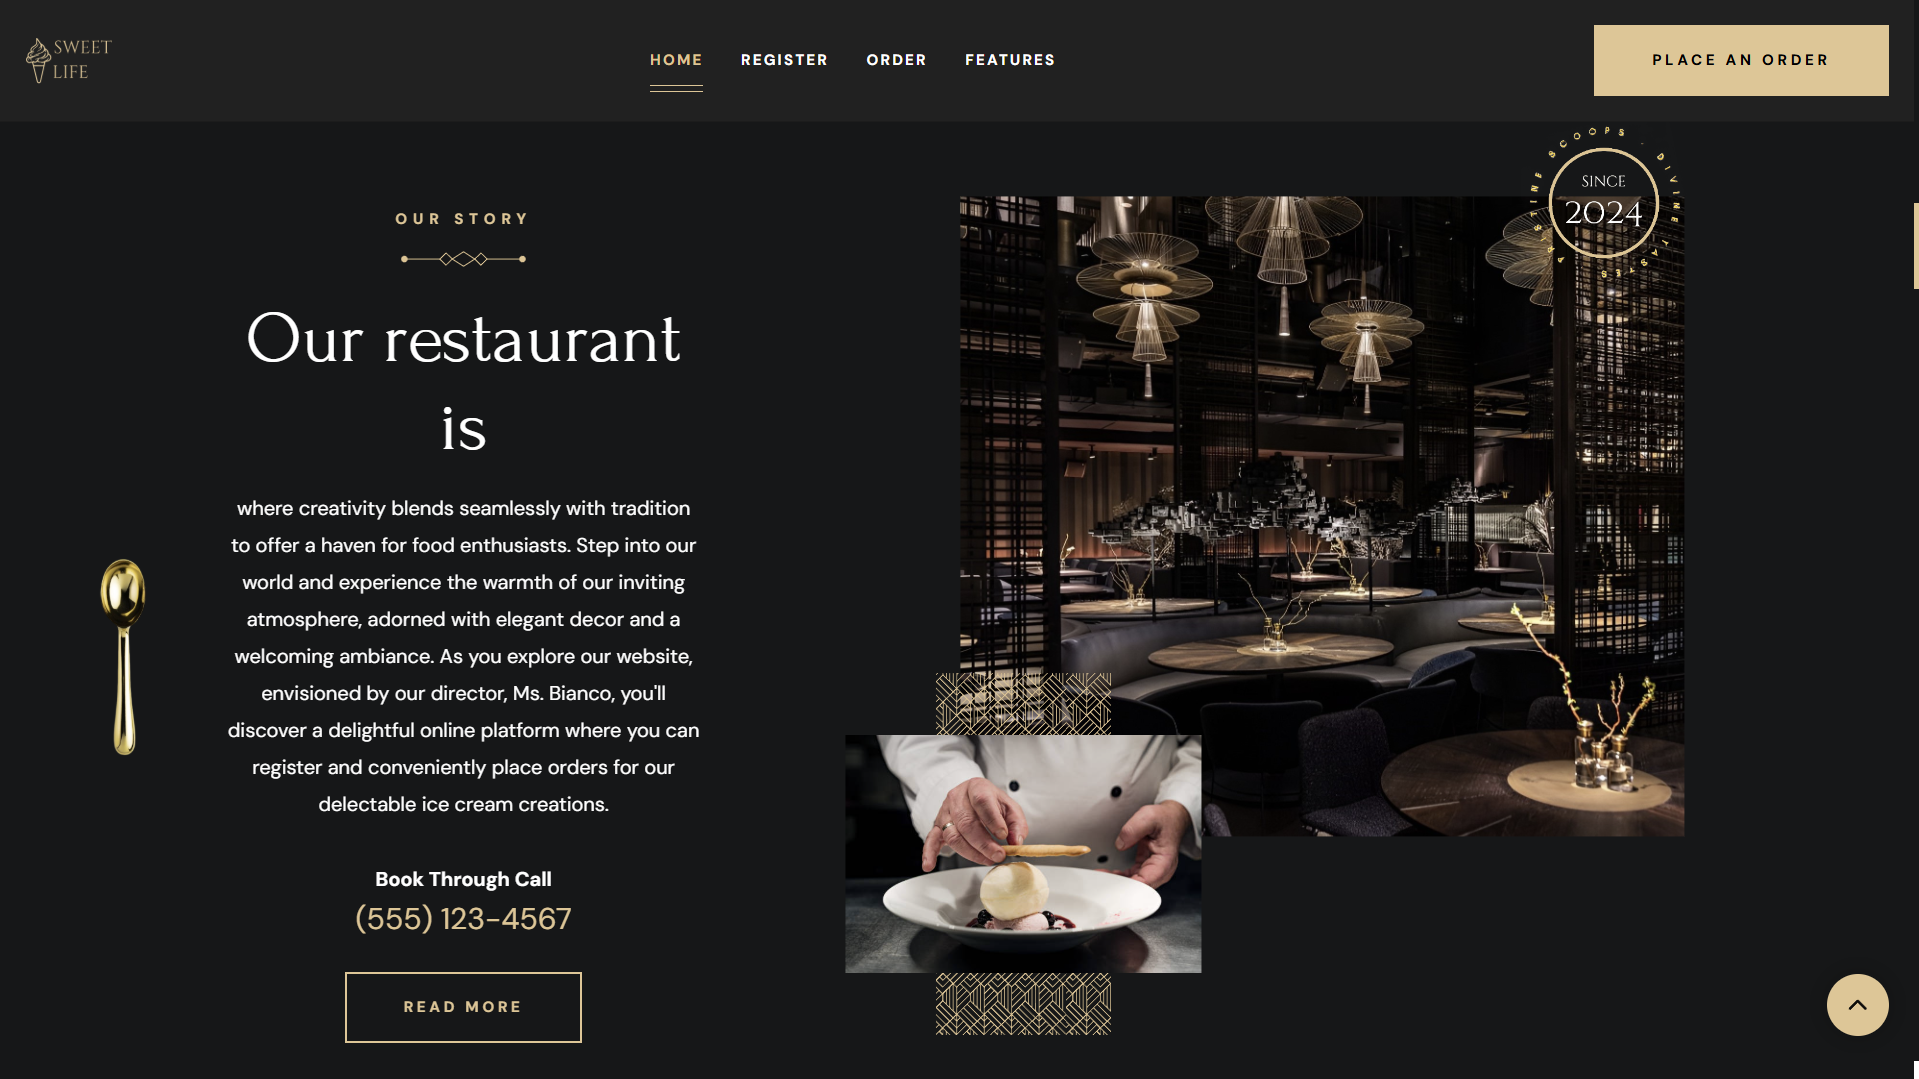 SWEET
LIFE
HOME
REGISTER
ORDER
FEATURES
PLACE AN ORDER
OUR STORY
Our restaurant
is
where creativity blends seamlessly with tradition
to offer a haven for food enthusiasts. Step into our
world and experience the warmth of our inviting
atmosphere, adorned with elegant decor and a
welcoming ambiance. As you explore our website,
envisioned by our director, Ms. Bianco, you'll
discover a delightful online platform where you can
register and conveniently place orders for our
delectable ice cream creations.
Book Through Call
(555) 123-4567
READ MORE
ARTISTINE SCOOPS . DIVINE TASTES
SINCE
2024